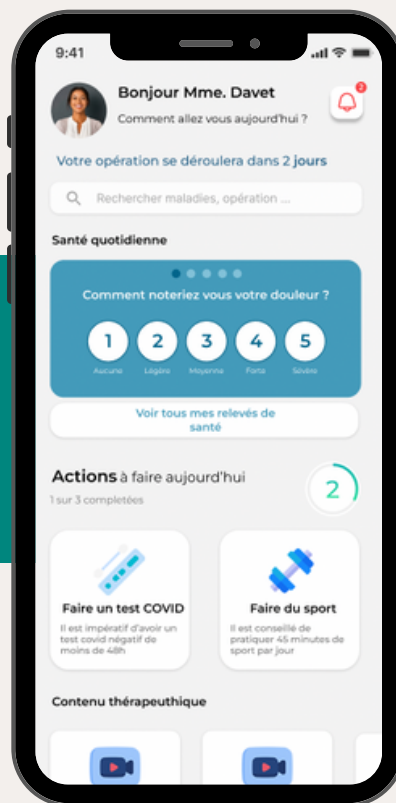 9:41
Bonjour Mme. Davet
2
Comment allez vous aujourd'hui ?
Votre opération se déroulera dans 2 jours
Rechercher maladies, opération ...
Santé quotidienne
Comment noteriez vous votre douleur ?
1 2 3 4 5
Aucune Légère Moyenne Forte Sévère
Voir tous mes relevés de
santé
Actions à faire aujourd'hui
2
1 sur 3 completées
Faire un test COVID
Il est impératif d'avoir un
test covid négatif de
moins de 48h
Faire du sport
Il est conseillé de
pratiquer 45 minutes de
sport par jour
Contenu thérapeuthique